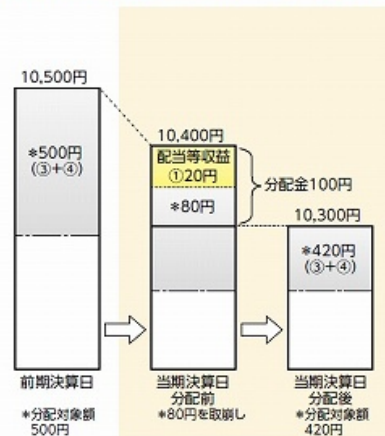 10,500円
*500円
(③+④)
10,400円
配当等収益
①20円
*80円
分配金100円
10,300円
*420円
(③+④)
前期決算日
*分配対象額
500円
当期決算日
分配前
*80円を取崩し
当期決算日
分配後
*分配対象額
420円